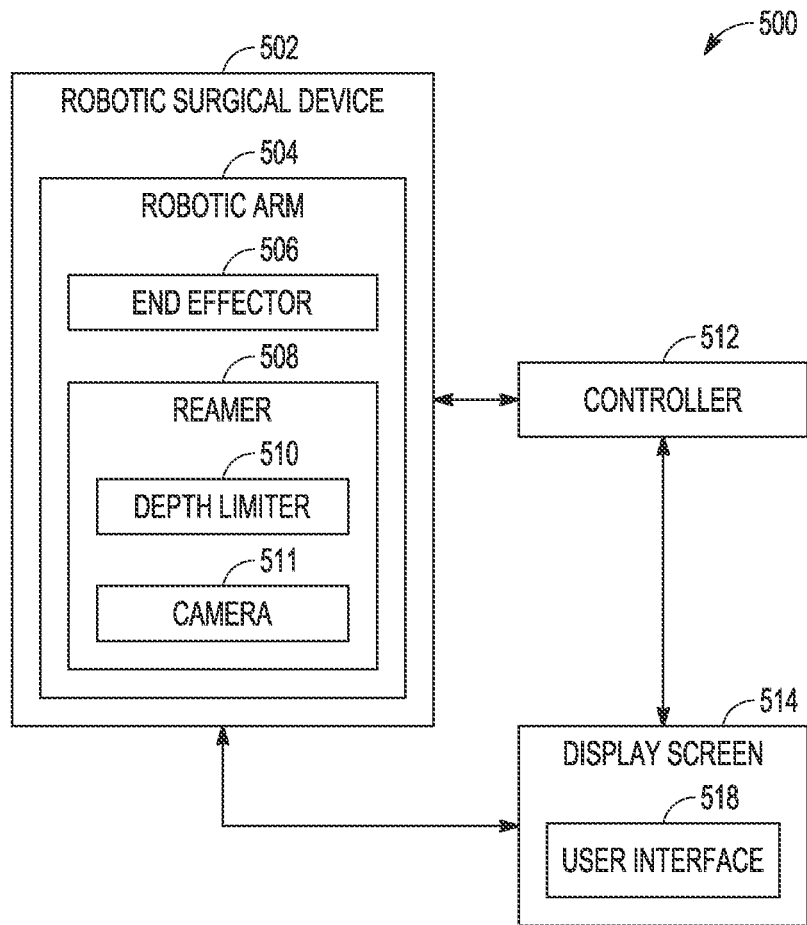 500
502
ROBOTIC SURGICAL DEVICE
504
ROBOTIC ARM
506
END EFFECTOR
508
REAMER
510
DEPTH LIMITER
511
CAMERA
512
CONTROLLER
514
DISPLAY SCREEN
518
USER INTERFACE